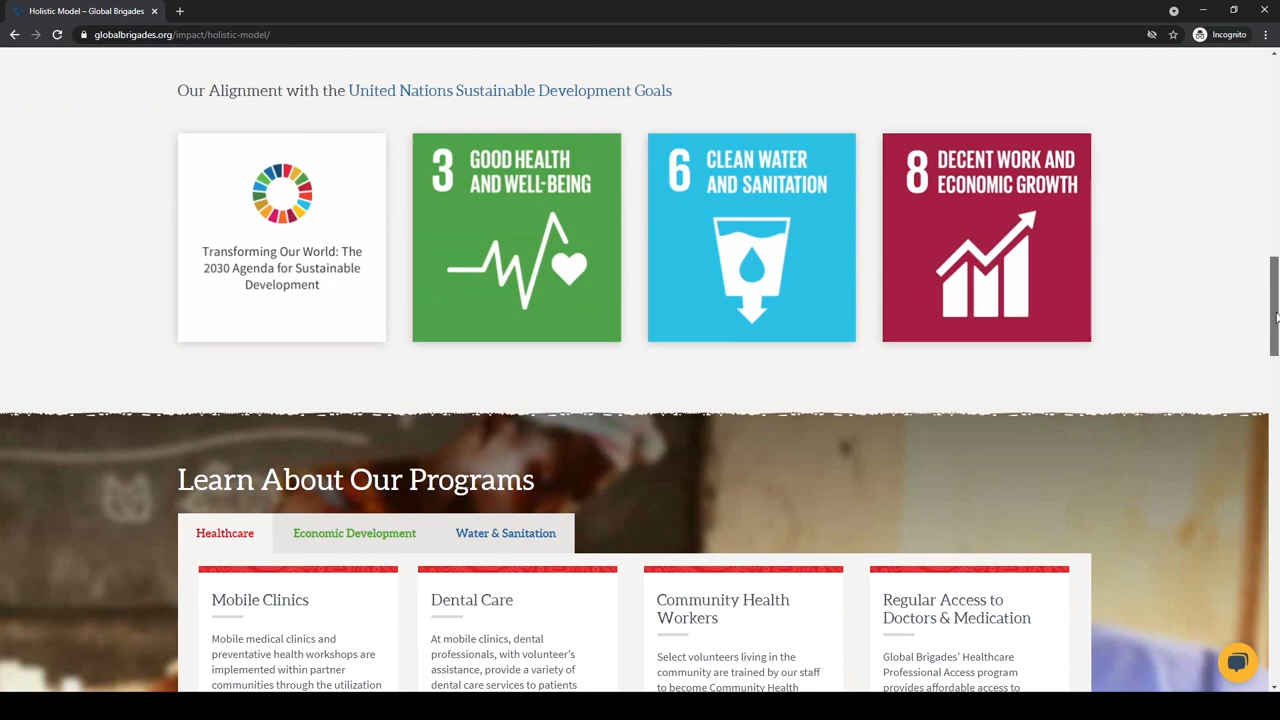 Holistic Model – Global Brigades
globalbrigades.org/impact/holistic-model/
Incognito
Our Alignment with the United Nations Sustainable Development Goals
Transforming Our World: The
2030 Agenda for Sustainable
Development
3 GOOD HEALTH
AND WELL-BEING
6 CLEAN WATER
AND SANITATION
8 DECENT WORK AND
ECONOMIC GROWTH
Learn About Our Programs
Healthcare
Economic Development
Water & Sanitation
Mobile Clinics
Mobile medical clinics and
preventative health workshops are
implemented within partner
communities through the utilization
Dental Care
At mobile clinics, dental
professionals, with volunteer's
assistance, provide a variety of
dental care services to patients
Community Health
Workers
Select volunteers living in the
community are trained by our staff
to become Community Health
Regular Access to
Doctors & Medication
Global Brigades' Healthcare
Professional Access program
provides affordable access to